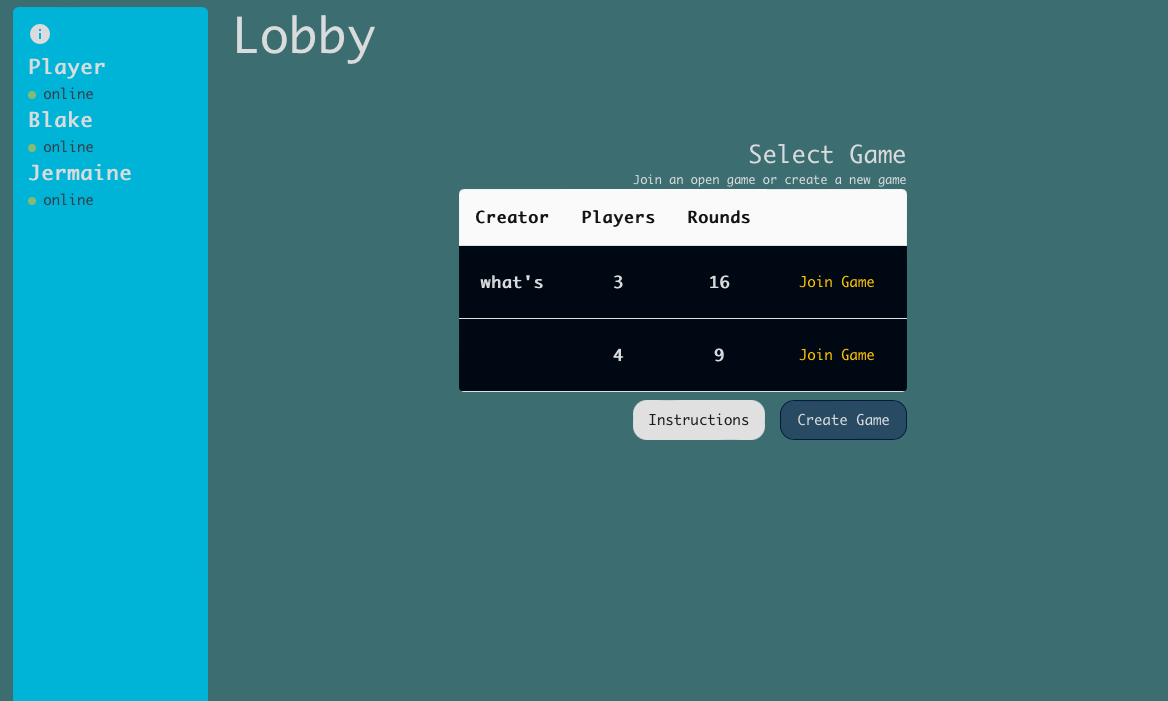 Lobby
Player
online
Blake
online
Jermaine
online
Select Game
Join an open game or create a new game
Creator Players Rounds
what's 3 16 Join Game
4 9 Join Game
Instructions Create Game